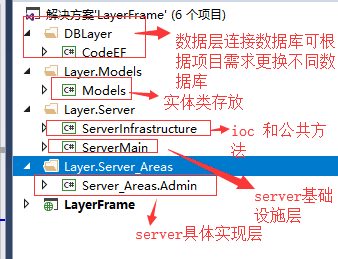 解决方案'LayerFrame' (6 个项目)
DBLayer
C# CodeEF
数据层连接数据库可根
据项目需求更换不同数
据库
Layer.Models
C# Models
实体类存放
Layer.Server
C# ServerInfrastructure
ioc 和公共方
法
C# ServerMain
Layer.Server_Areas
C# Server_Areas.Admin
server基础
设施层
C# LayerFrame
server具体实现层